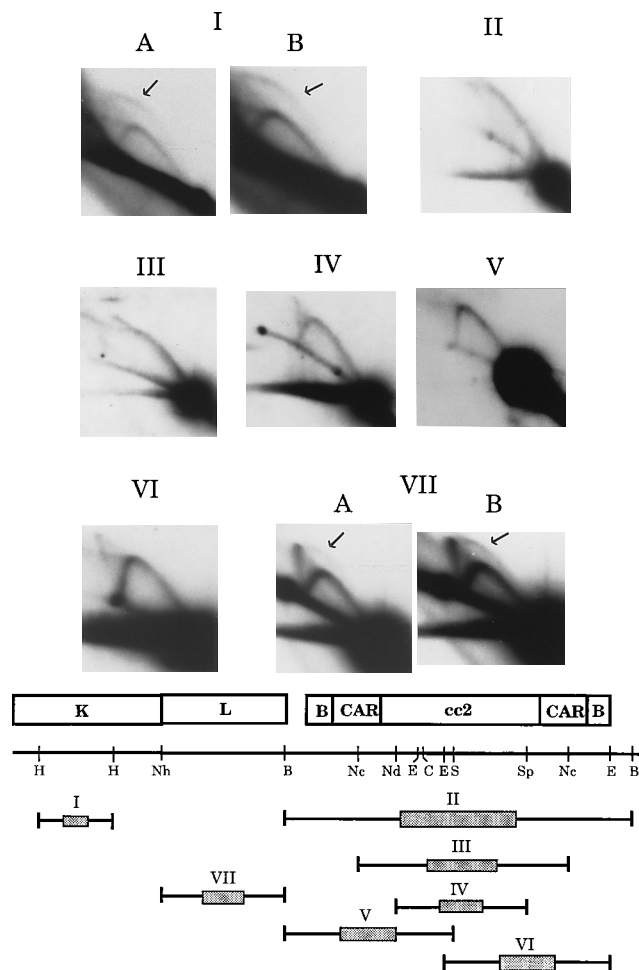 I
A B II
III IV V
VI VII
A B
K L B CAR cc2 CAR B
H H Nh B Nc Nd E C E S Sp Nc E B
I II
III
VII IV
V
VI